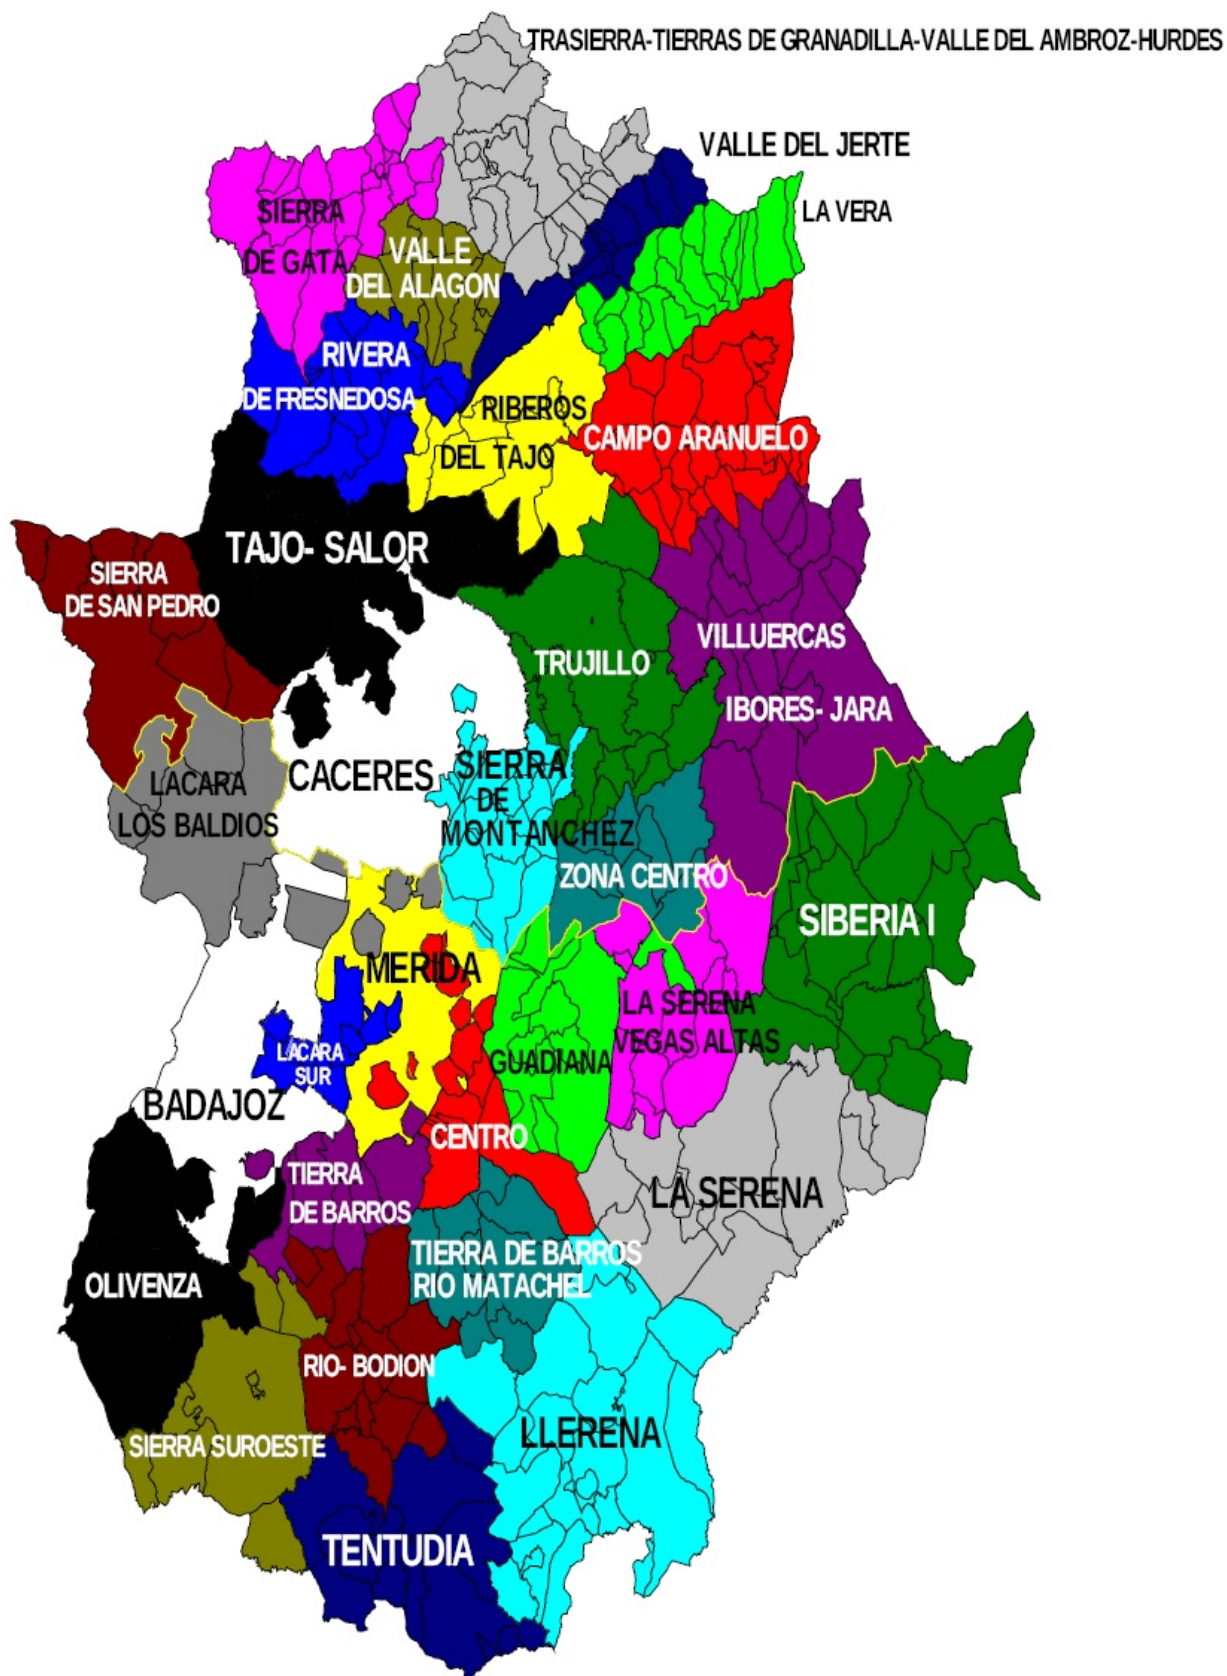 TRASIERRA-TIERRAS DE GRANADILLA-VALLE DEL AMBROZ-HURDES
VALLE DEL JERTE
LA VERA
SIERRA
DE GATA
VALLE
DEL ALAGON
RIVERA
DE FRESNEDOSA
RIBEROS
DEL TAJO
CAMPO ARANUELO
TAJO- SALOR
SIERRA
DE SAN PEDRO
TRUJILLO
VILLUERCAS
IBORES- JARA
LACARA
LOS BALDIOS
CACERES
SIERRA
DE
MONTANCHEZ
ZONA CENTRO
SIBERIA I
MERIDA
LA SERENA
VEGAS ALTAS
GUADIANA
LACARA
SUR
BADAJOZ
CENTRO
TIERRA
DE BARROS
LA SERENA
TIERRA DE BARROS
RIO MATACHEL
OLIVENZA
RIO- BODION
LLERENA
SIERRA SUROESTE
TENTUDIA